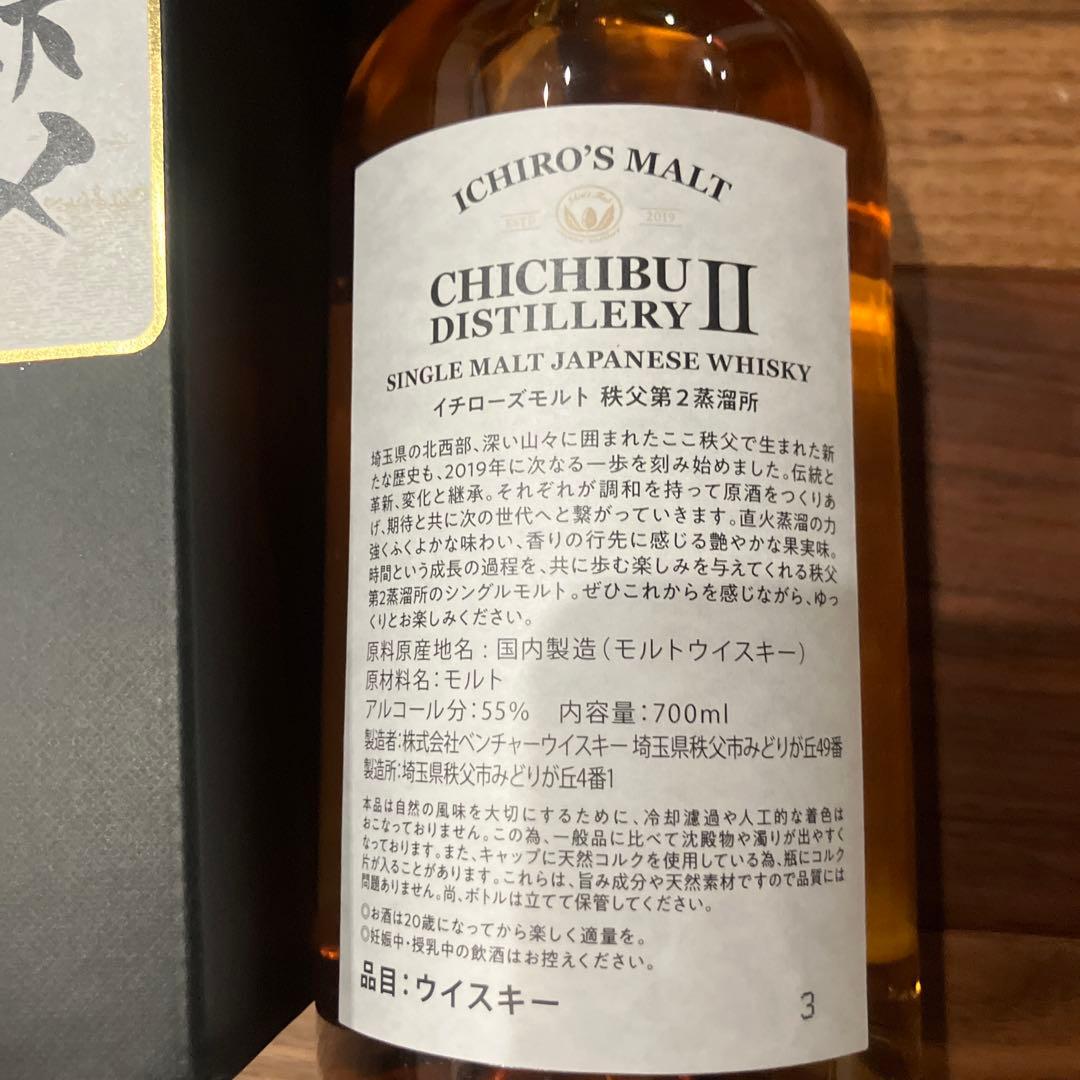 父
ICHIRO'S MALT
ESTD 2019
CHICHIBU
DISTILLERY II
SINGLE MALT JAPANESE WHISKY
イチローズモルト 秩父第2蒸溜所
埼玉県の北西部、深い山々に囲まれたここ秩父で生まれた新
たな歴史も、2019年に次なる一歩を刻み始めました。伝統と
革新、変化と継承。それぞれが調和を持って原酒をつくりあ
げ、期待と共に次の世代へと繋がっていきます。直火蒸溜の力
強くふくよかな味わい、香りの行先に感じる艶やかな果実味。
時間という成長の過程を、共に歩む楽しみを与えてくれる秩父
第2蒸溜所のシングルモルト。ぜひこれからを感じながら、ゆっ
くりとお楽しみください。
原料原産地名：国内製造（モルトウイスキー）
原材料名：モルト
アルコール分：55% 内容量：700ml
製造者：株式会社ベンチャーウイスキー 埼玉県秩父市みどりが丘49番
製造所：埼玉県秩父市みどりが丘4番1
本品は自然の風味を大切にするために、冷却濾過や人工的な着色は
おこなっておりません。この為、一般品に比べて沈殿物や濁りが出やすく
なっております。また、キャップに天然コルクを使用している為、瓶にコルク
片が入ることがあります。これらは、旨み成分や天然素材ですので品質には
問題ありません。尚、ボトルは立てて保管してください。
◎お酒は20歳になってから楽しく適量を。
◎妊娠中・授乳中の飲酒はお控えください。
品目：ウイスキー
3